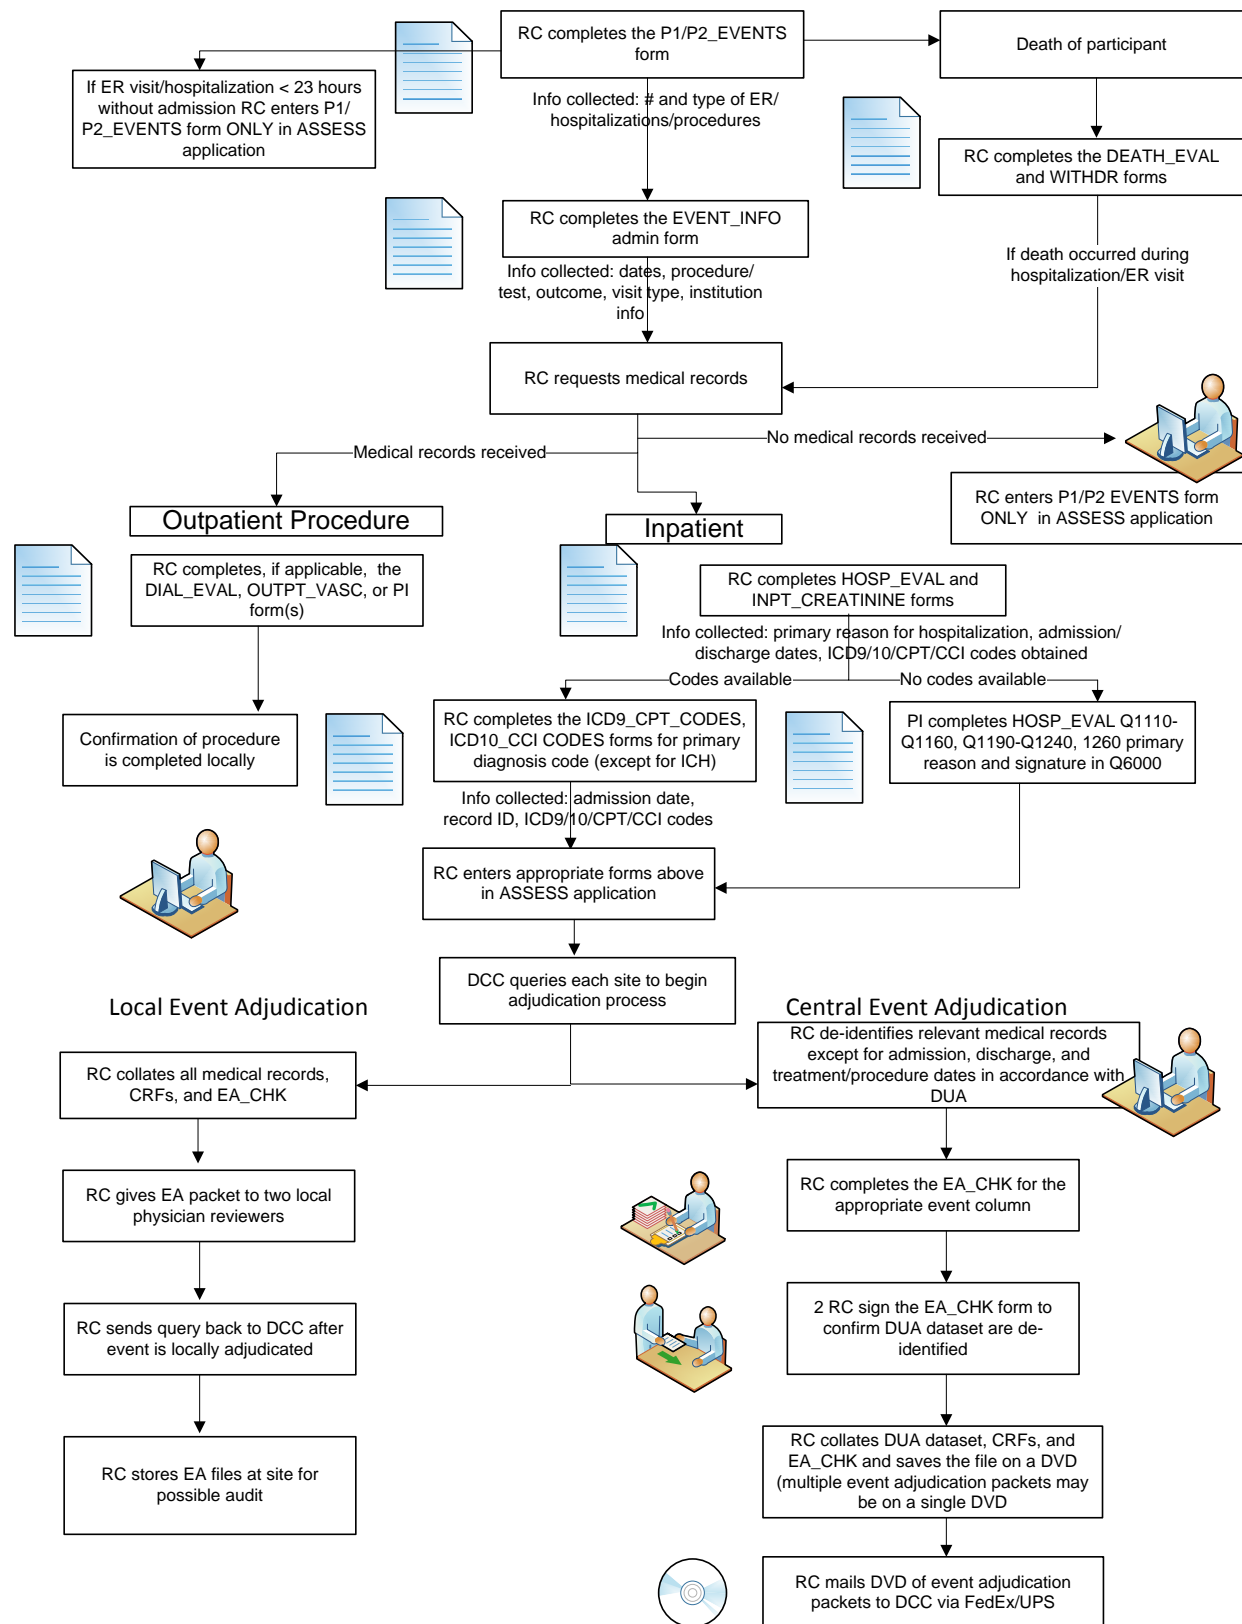 RC completes the P1/P2_EVENTS
form
Death of participant
If ER visit/hospitalization < 23 hours
without admission RC enters P1/
P2_EVENTS form ONLY in ASSESS
application
Info collected: # and type of ER/
hospitalizations/procedures
RC completes the DEATH_EVAL
and WITHDR forms
RC completes the EVENT_INFO
admin form
If death occurred during
hospitalization/ER visit
Info collected: dates, procedure/
test, outcome, visit type, institution
info
RC requests medical records
No medical records received
Medical records received
RC enters P1/P2 EVENTS form
ONLY in ASSESS application
Outpatient Procedure
Inpatient
RC completes, if applicable, the
DIAL_EVAL, OUTPT_VASC, or PI
form(s)
RC completes HOSP_EVAL and
INPT_CREATININE forms
Info collected: primary reason for hospitalization, admission/
discharge dates, ICD9/10/CPT/CCI codes obtained
Codes available
No codes available
Confirmation of procedure
is completed locally
RC completes the ICD9_CPT_CODES,
ICD10_CCI CODES forms for primary
diagnosis code (except for ICH)
PI completes HOSP_EVAL Q1110-
Q1160, Q1190-Q1240, 1260 primary
reason and signature in Q6000
Info collected: admission date,
record ID, ICD9/10/CPT/CCI codes
RC enters appropriate forms above
in ASSESS application
DCC queries each site to begin
adjudication process
Local Event Adjudication
Central Event Adjudication
RC collates all medical records,
CRFs, and EA_CHK
RC de-identifies relevant medical records
except for admission, discharge, and
treatment/procedure dates in accordance with
DUA
RC gives EA packet to two local
physician reviewers
RC completes the EA_CHK for the
appropriate event column
RC sends query back to DCC after
event is locally adjudicated
2 RC sign the EA_CHK form to
confirm DUA dataset are de-
identified
RC stores EA files at site for
possible audit
RC collates DUA dataset, CRFs, and
EA_CHK and saves the file on a DVD
(multiple event adjudication packets may
be on a single DVD
RC mails DVD of event adjudication
packets to DCC via FedEx/UPS